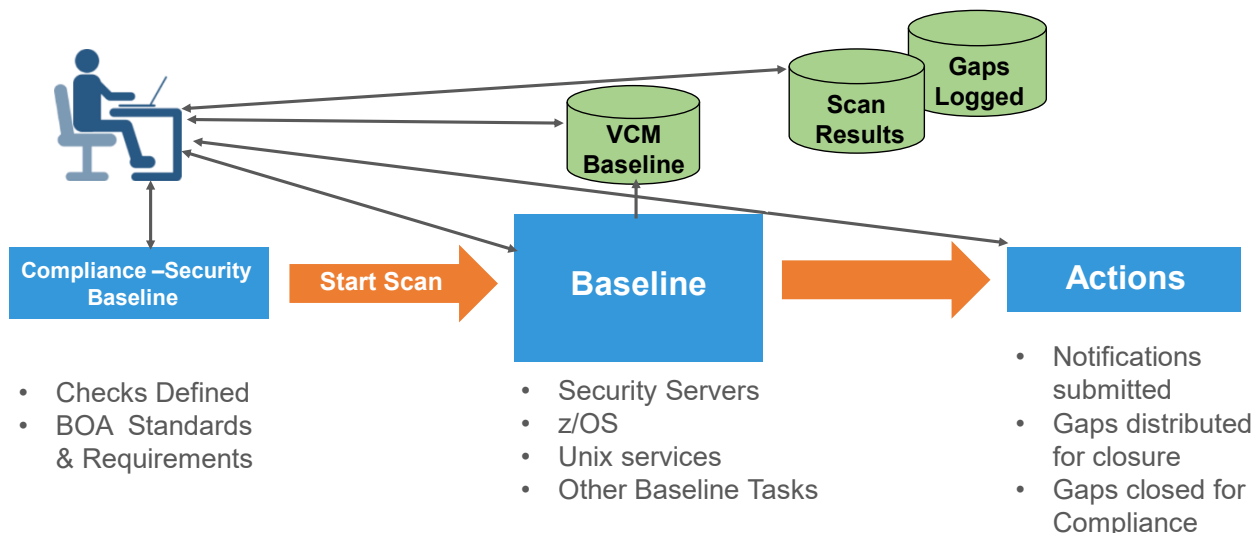 Gaps
Logged
Scan
Results
VCM
Baseline
Compliance –Security
Baseline
Start Scan
Baseline
Actions
• Checks Defined
• BOA Standards
& Requirements
• Security Servers
• z/OS
• Unix services
• Other Baseline Tasks
• Notifications
submitted
• Gaps distributed
for closure
• Gaps closed for
Compliance